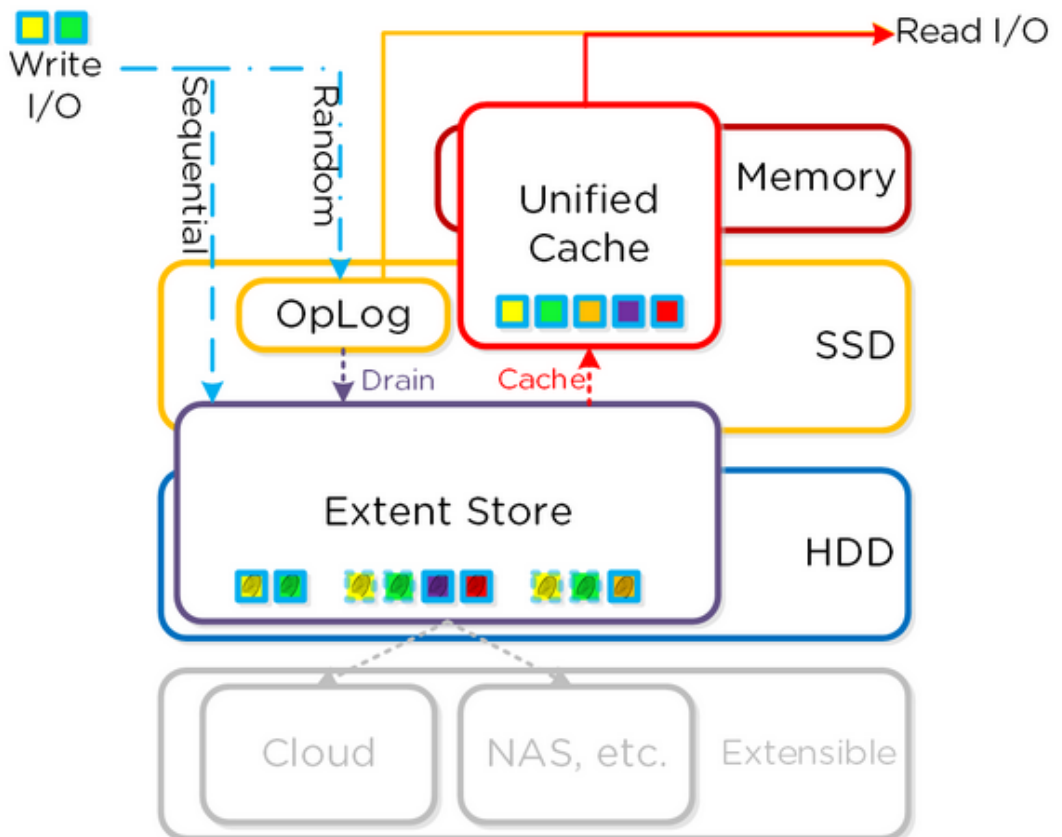 Write
I/O
Read I/O
Sequential
Random
Memory
Unified
Cache
OpLog
SSD
Drain
Cache
Extent Store
HDD
Cloud
NAS, etc.
Extensible